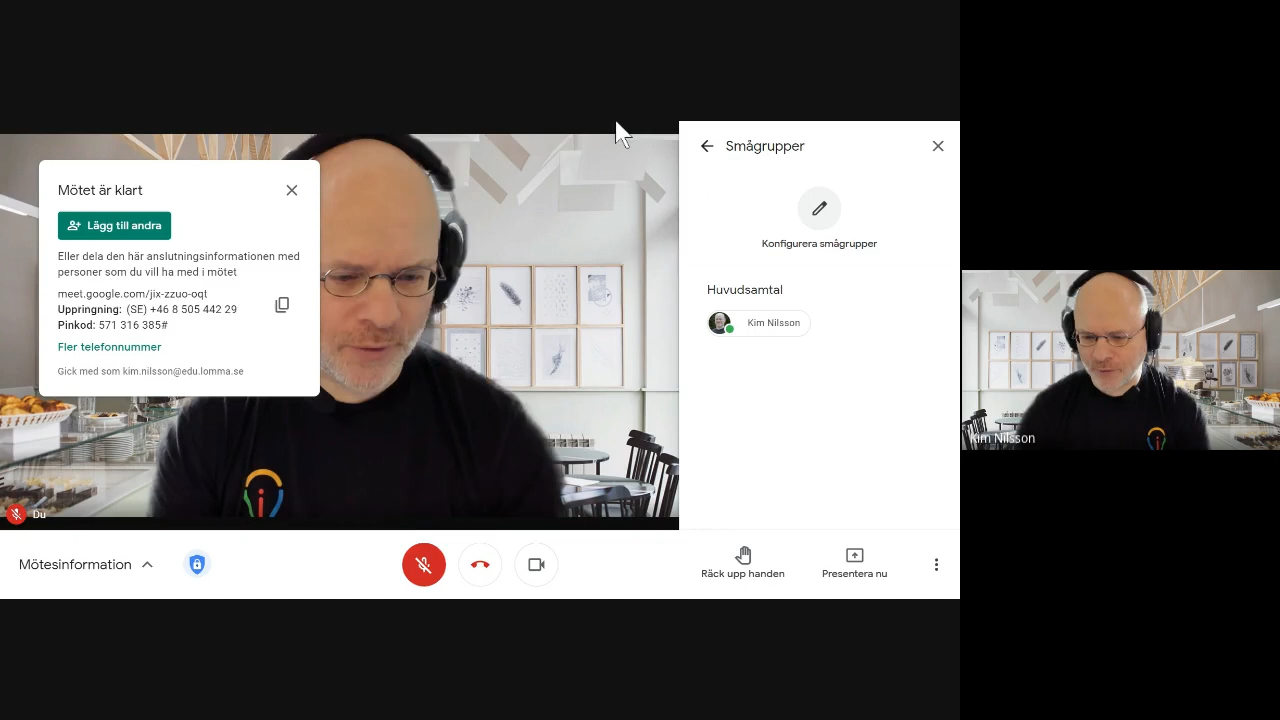 Mötet är klart
Lägg till andra
Eller dela den här anslutningsinformationen med
personer som du vill ha med i mötet
meet.google.com/jix-zzuo-oqt
Uppringning: (SE) +46 8 505 442 29
Pinkod: 571 316 385#
Fler telefonnummer
Gick med som kim.nilsson@edu.lomma.se
Du
Smågrupper
Konfigurera smågrupper
Huvudsamtal
Kim Nilsson
Mötesinformation
Räck upp handen
Presentera nu
Kim Nilsson